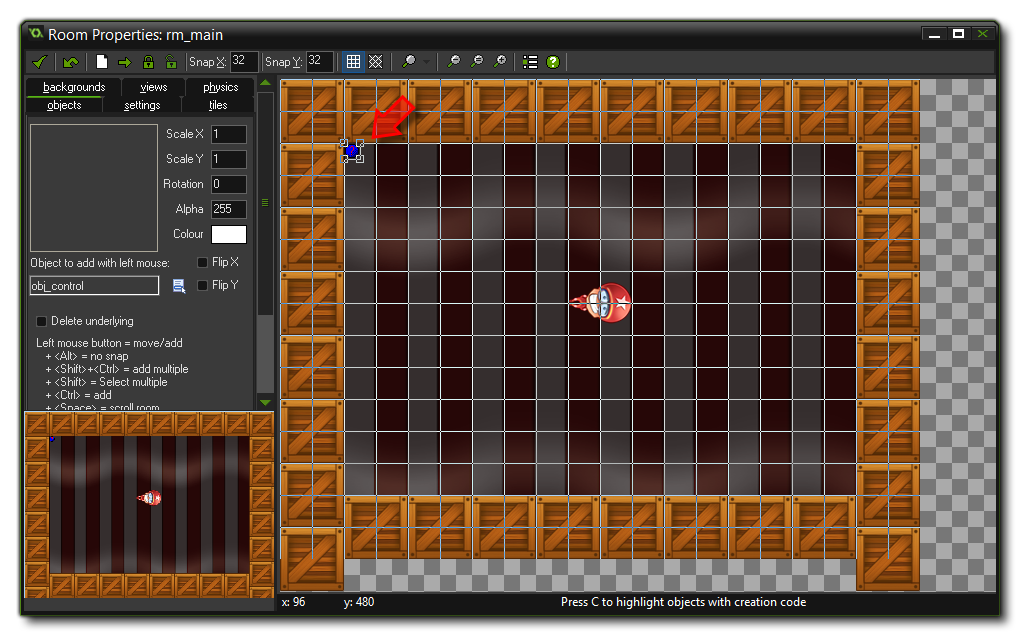 Room Properties: rm_main
Snap X: 32 Snap Y: 32
backgrounds views physics
objects settings tiles
Scale X 1
Scale Y 1
Rotation 0
Alpha 255
Colour
Object to add with left mouse: Flip X
obj_control Flip Y
Delete underlying
Left mouse button = move/add
+ <Alt> = no snap
+ <Shift>+<Ctrl> = add multiple
+ <Shift> = Select multiple
+ <Ctrl> = add
+ <Space> = scroll room
x: 96 y: 480 Press C to highlight objects with creation code